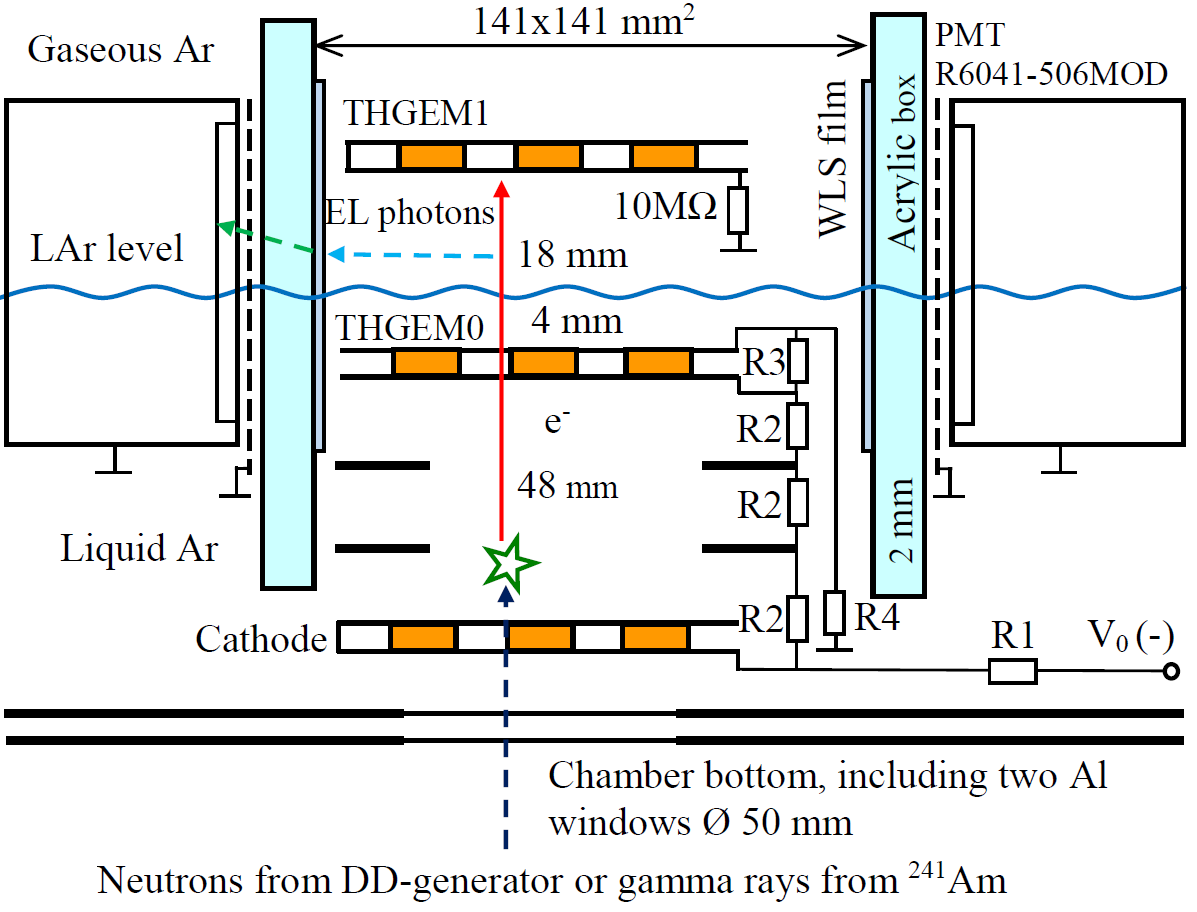 141x141 mm²
Gaseous Ar
PMT
R6041-506MOD
THGEM1
WLS film
Acrylic box
EL photons
10MΩ
LAr level
18 mm
THGEM0
4 mm
R3
e⁻
R2
48 mm
R2
2 mm
Liquid Ar
Cathode
R2
R4
R1
V₀ (-)
Chamber bottom, including two Al
windows Ø 50 mm
Neutrons from DD-generator or gamma rays from ²⁴¹Am